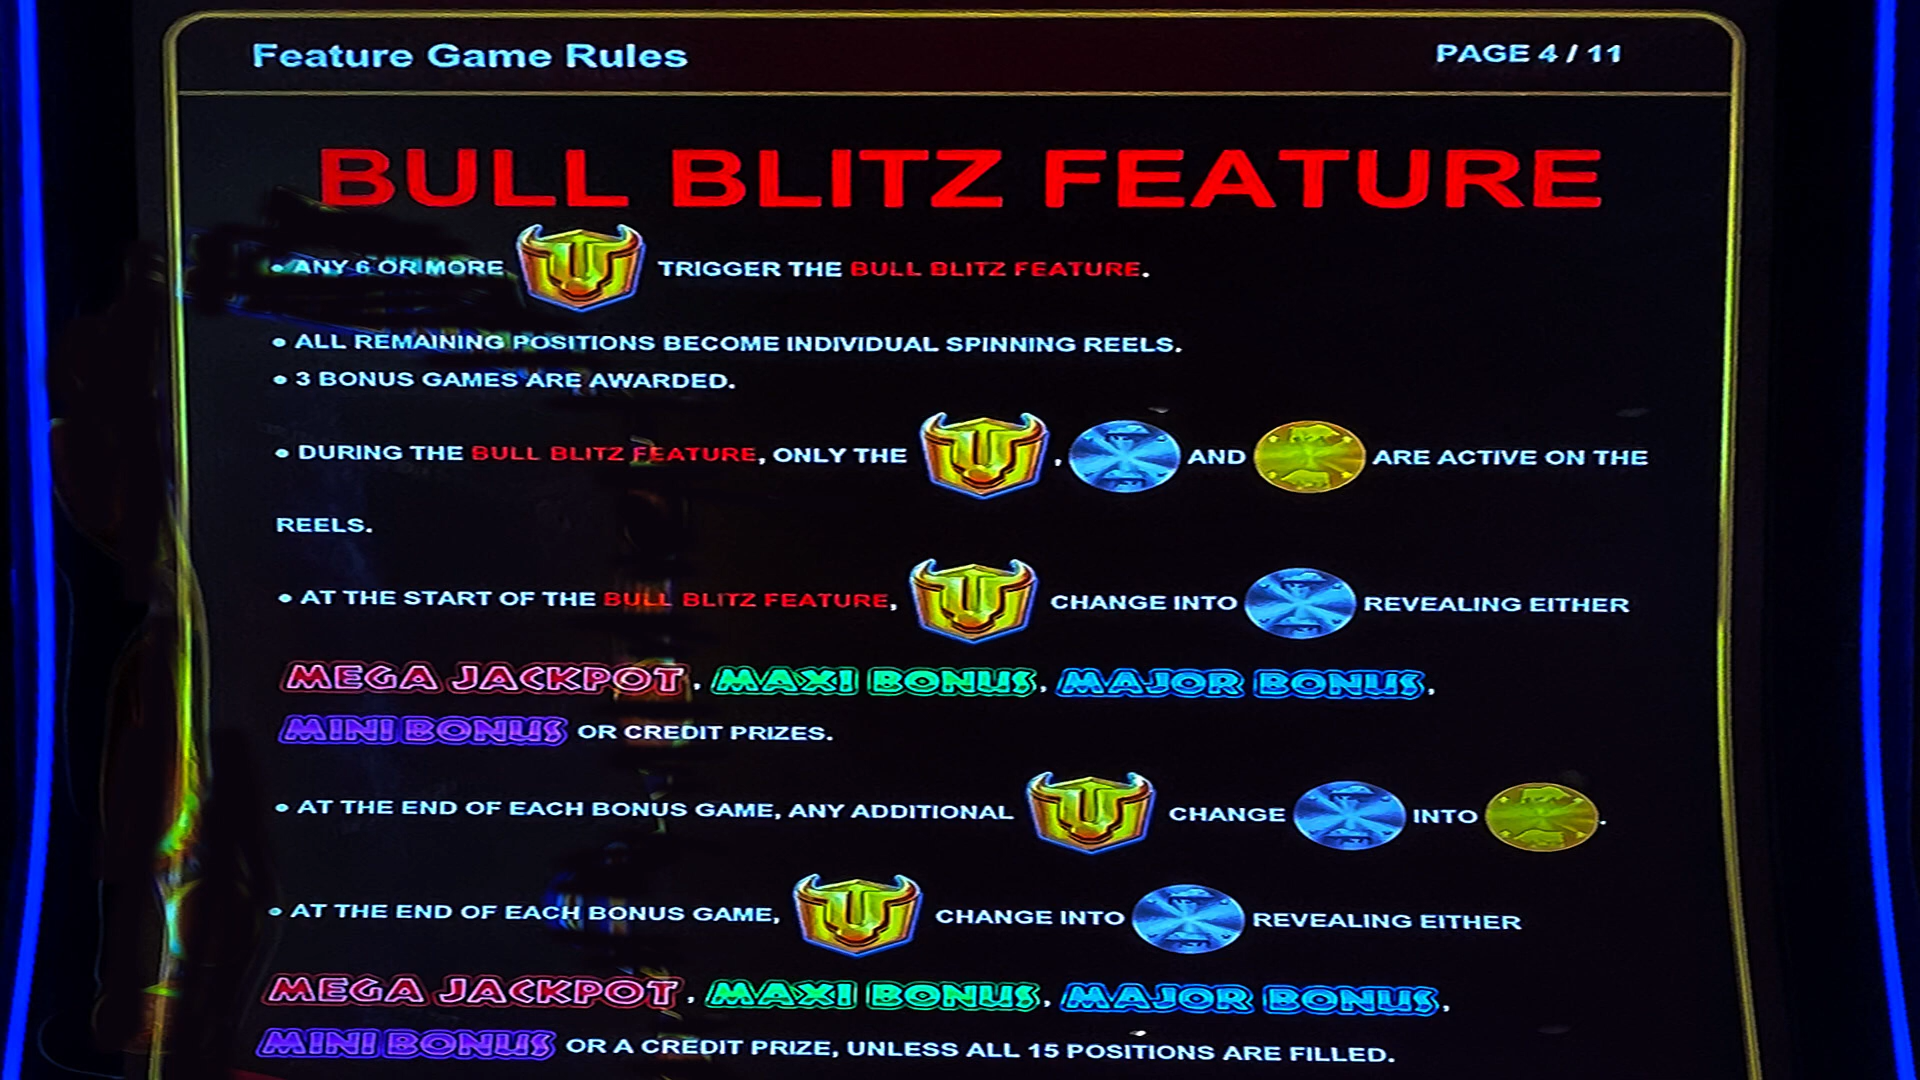 Feature Game Rules PAGE 4 / 11
BULL BLITZ FEATURE
• ANY 6 OR MORE TRIGGER THE BULL BLITZ FEATURE.
• ALL REMAINING POSITIONS BECOME INDIVIDUAL SPINNING REELS.
• 3 BONUS GAMES ARE AWARDED.
• DURING THE BULL BLITZ FEATURE, ONLY THE , AND ARE ACTIVE ON THE
REELS.
• AT THE START OF THE BULL BLITZ FEATURE, CHANGE INTO REVEALING EITHER
MEGA JACKPOT, MAXI BONUS, MAJOR BONUS,
MINI BONUS OR CREDIT PRIZES.
• AT THE END OF EACH BONUS GAME, ANY ADDITIONAL CHANGE INTO .
• AT THE END OF EACH BONUS GAME, CHANGE INTO REVEALING EITHER
MEGA JACKPOT, MAXI BONUS, MAJOR BONUS,
MINI BONUS OR A CREDIT PRIZE, UNLESS ALL 15 POSITIONS ARE FILLED.